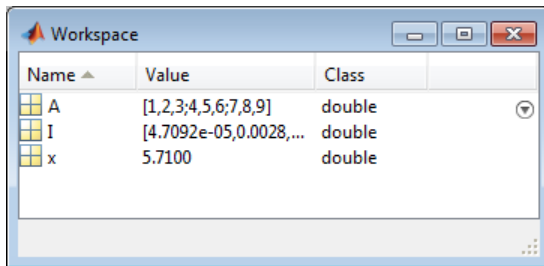 Workspace
Name Value Class
A [1,2,3;4,5,6;7,8,9] double
I [4.7092e-05,0.0028,... double
x 5.7100 double